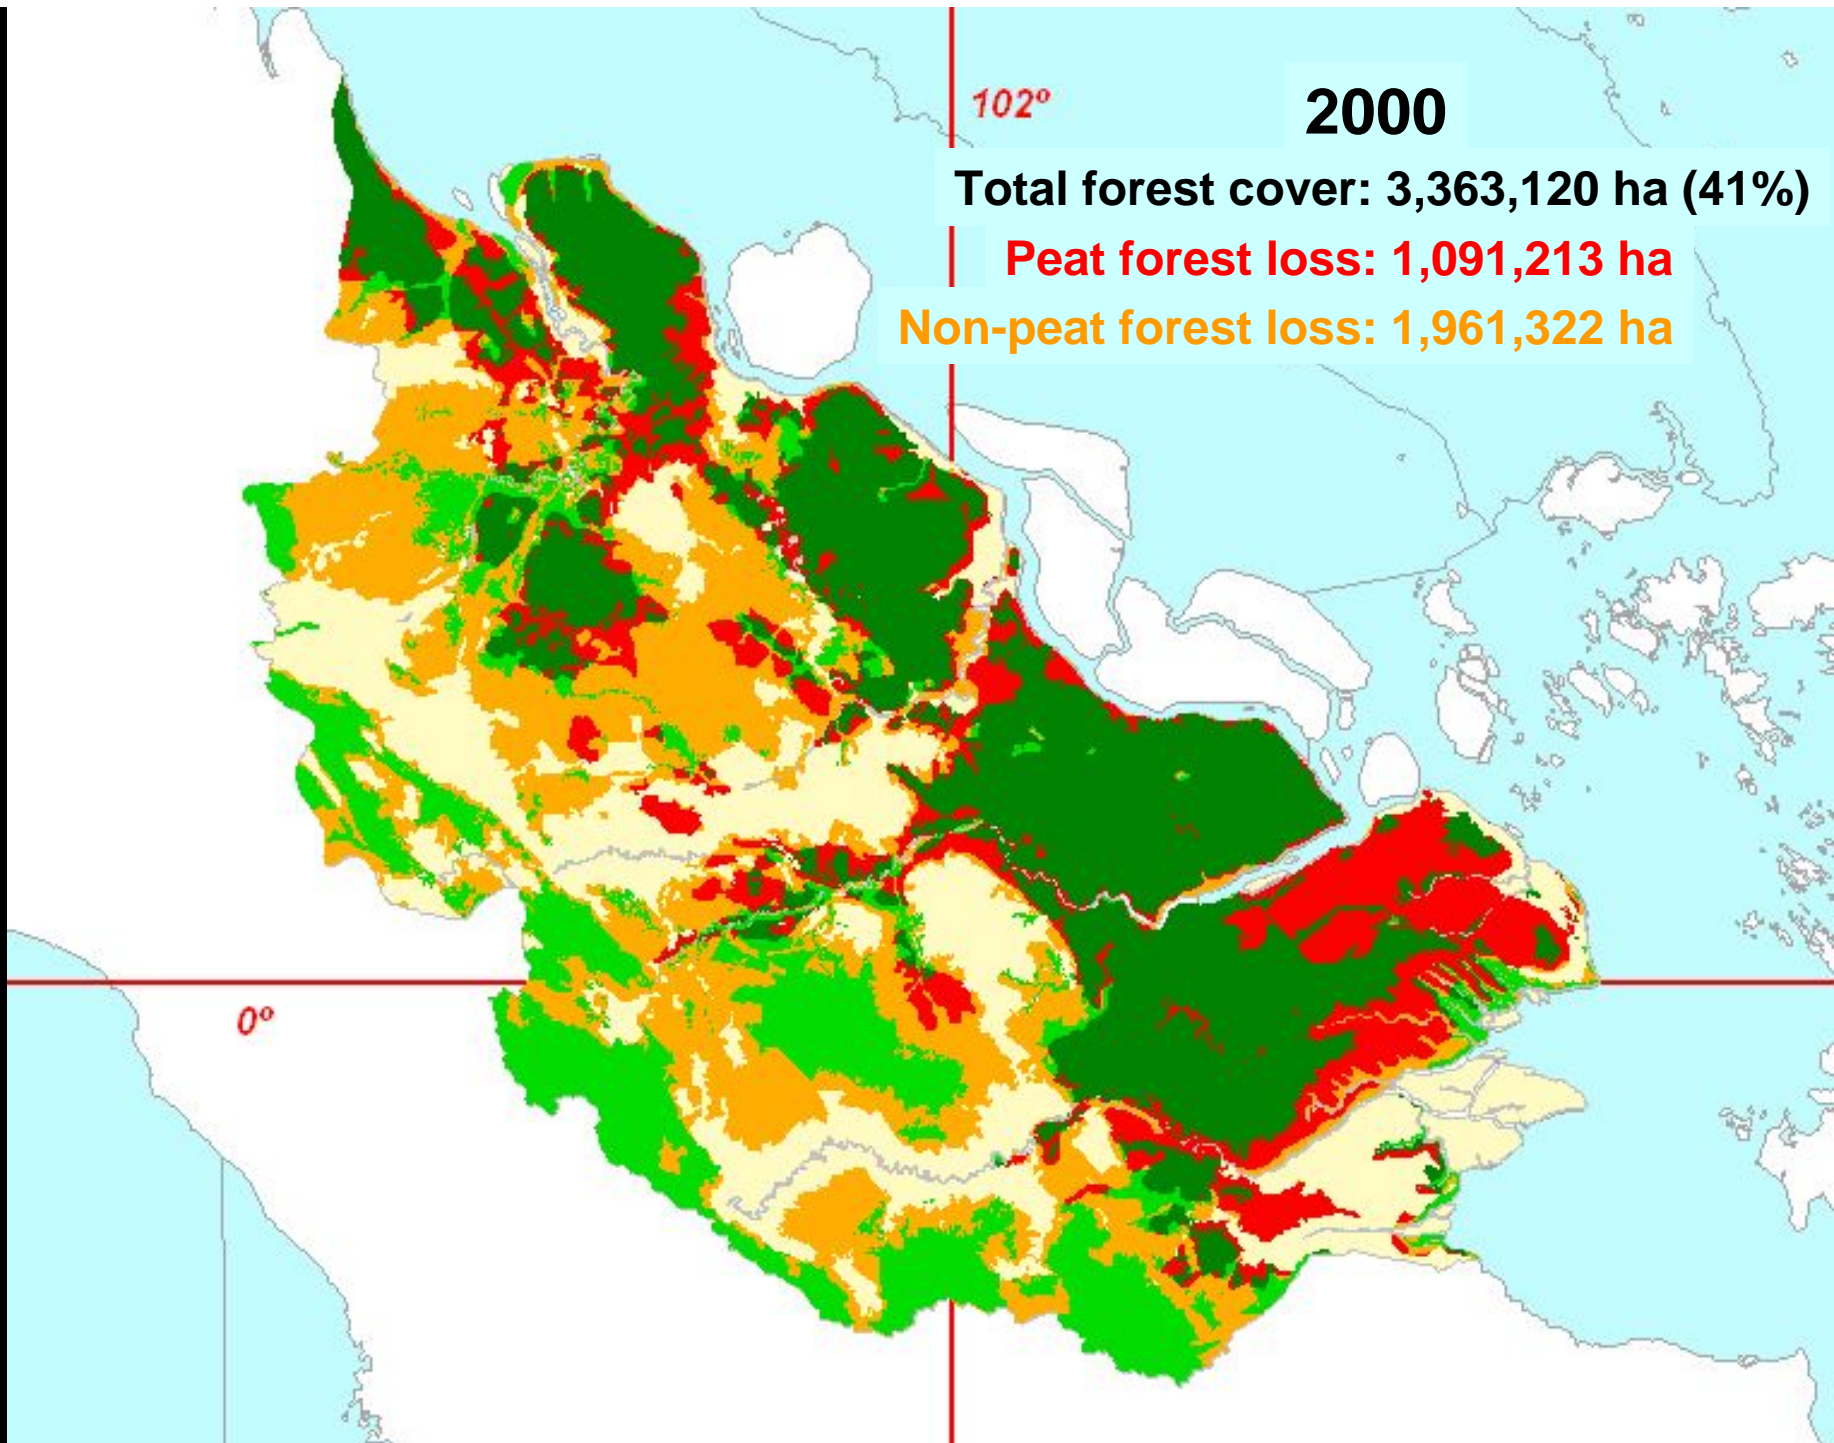 102º
2000
Total forest cover: 3,363,120 ha (41%)
Peat forest loss: 1,091,213 ha
Non-peat forest loss: 1,961,322 ha
0º